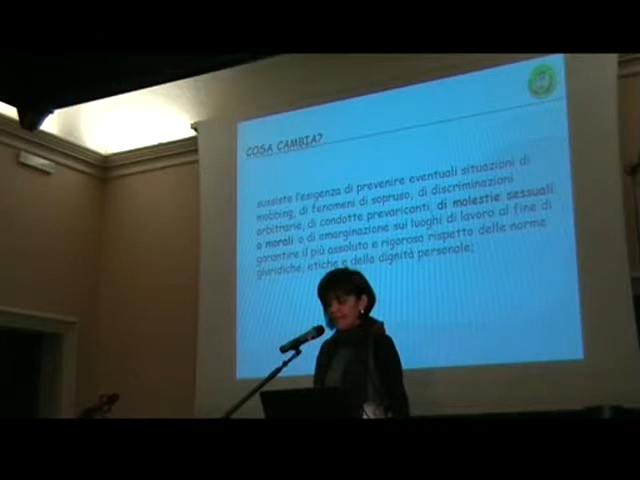 COSA CAMBIA?
sussiste l'esigenza di prevenire eventuali situazioni di
mobbing, di fenomeni di sopruso, di discriminazioni
arbitrarie, di condotte prevaricanti, di molestie sessuali
o morali o di emarginazione sui luoghi di lavoro al fine di
garantire il più assoluto e rigoroso rispetto delle norme
giuridiche, etiche e della dignità personale;